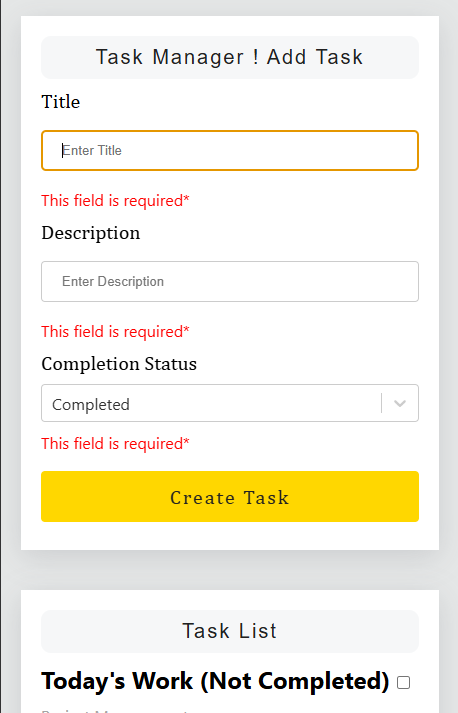 Task Manager ! Add Task
Title
Enter Title
This field is required*
Description
Enter Description
This field is required*
Completion Status
Completed
This field is required*
Create Task
Task List
Today's Work (Not Completed)